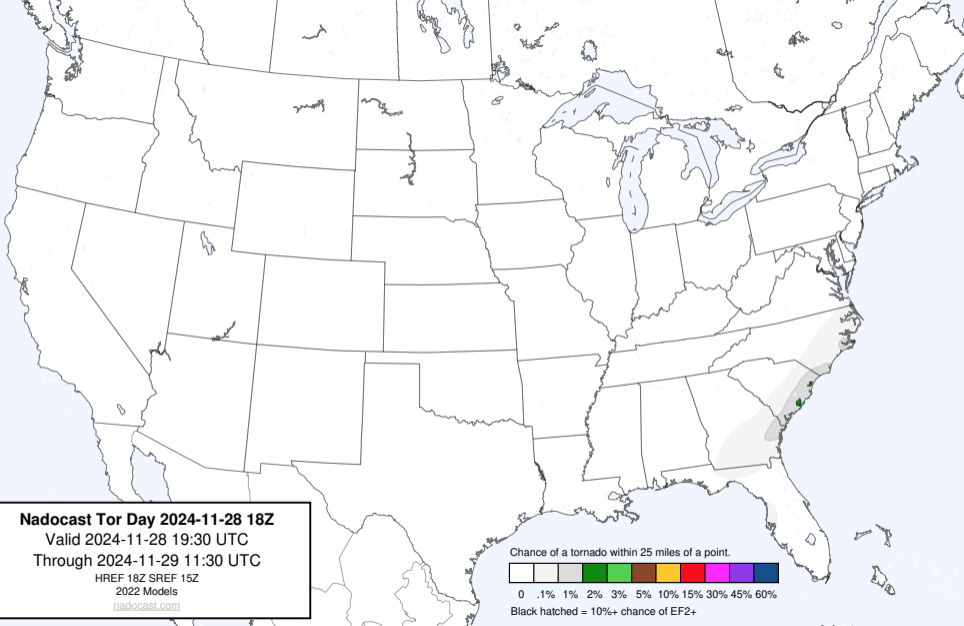 Nadocast Tor Day 2024-11-28 18Z
Valid 2024-11-28 19:30 UTC
Through 2024-11-29 11:30 UTC
HREF 18Z SREF 15Z
2022 Models
nadocast.com
Chance of a tornado within 25 miles of a point.
0 .1% 1% 2% 3% 5% 10% 15% 30% 45% 60%
Black hatched = 10%+ chance of EF2+